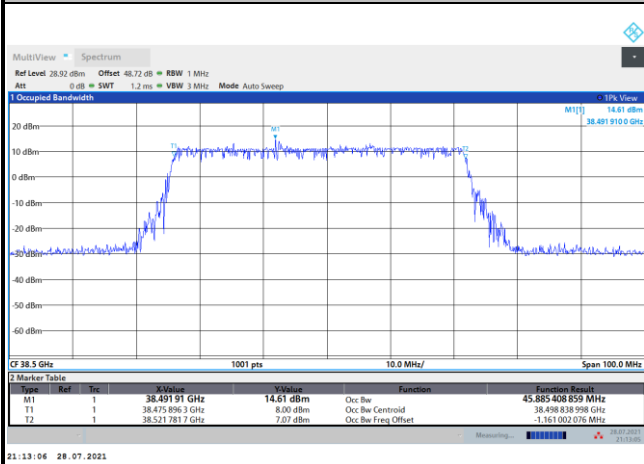 MultiView Spectrum
Ref Level 28.92 dBm Offset 48.72 dB RBW 1 MHz
Att 0 dB SWT 1.2 ms VBW 3 MHz Mode Auto Sweep
1 Occupied Bandwidth 1Pk View
M1[1] 14.61 dBm
38.491 910 0 GHz
20 dBm
M1
T1 T2
10 dBm
0 dBm
-10 dBm
-20 dBm
-30 dBm
-40 dBm
-50 dBm
-60 dBm
CF 38.5 GHz 1001 pts 10.0 MHz/ Span 100.0 MHz
2 Marker Table
Type Ref Trc X-Value Y-Value Function Function Result
M1 1 38.491 91 GHz 14.61 dBm Occ Bw 45.885 408 859 MHz
T1 1 38.475 896 3 GHz 8.00 dBm Occ Bw Centroid 38.498 838 998 GHz
T2 1 38.521 781 7 GHz 7.07 dBm Occ Bw Freq Offset -1.161 002 076 MHz
Measuring... 28.07.2021
21:13:05
21:13:06 28.07.2021